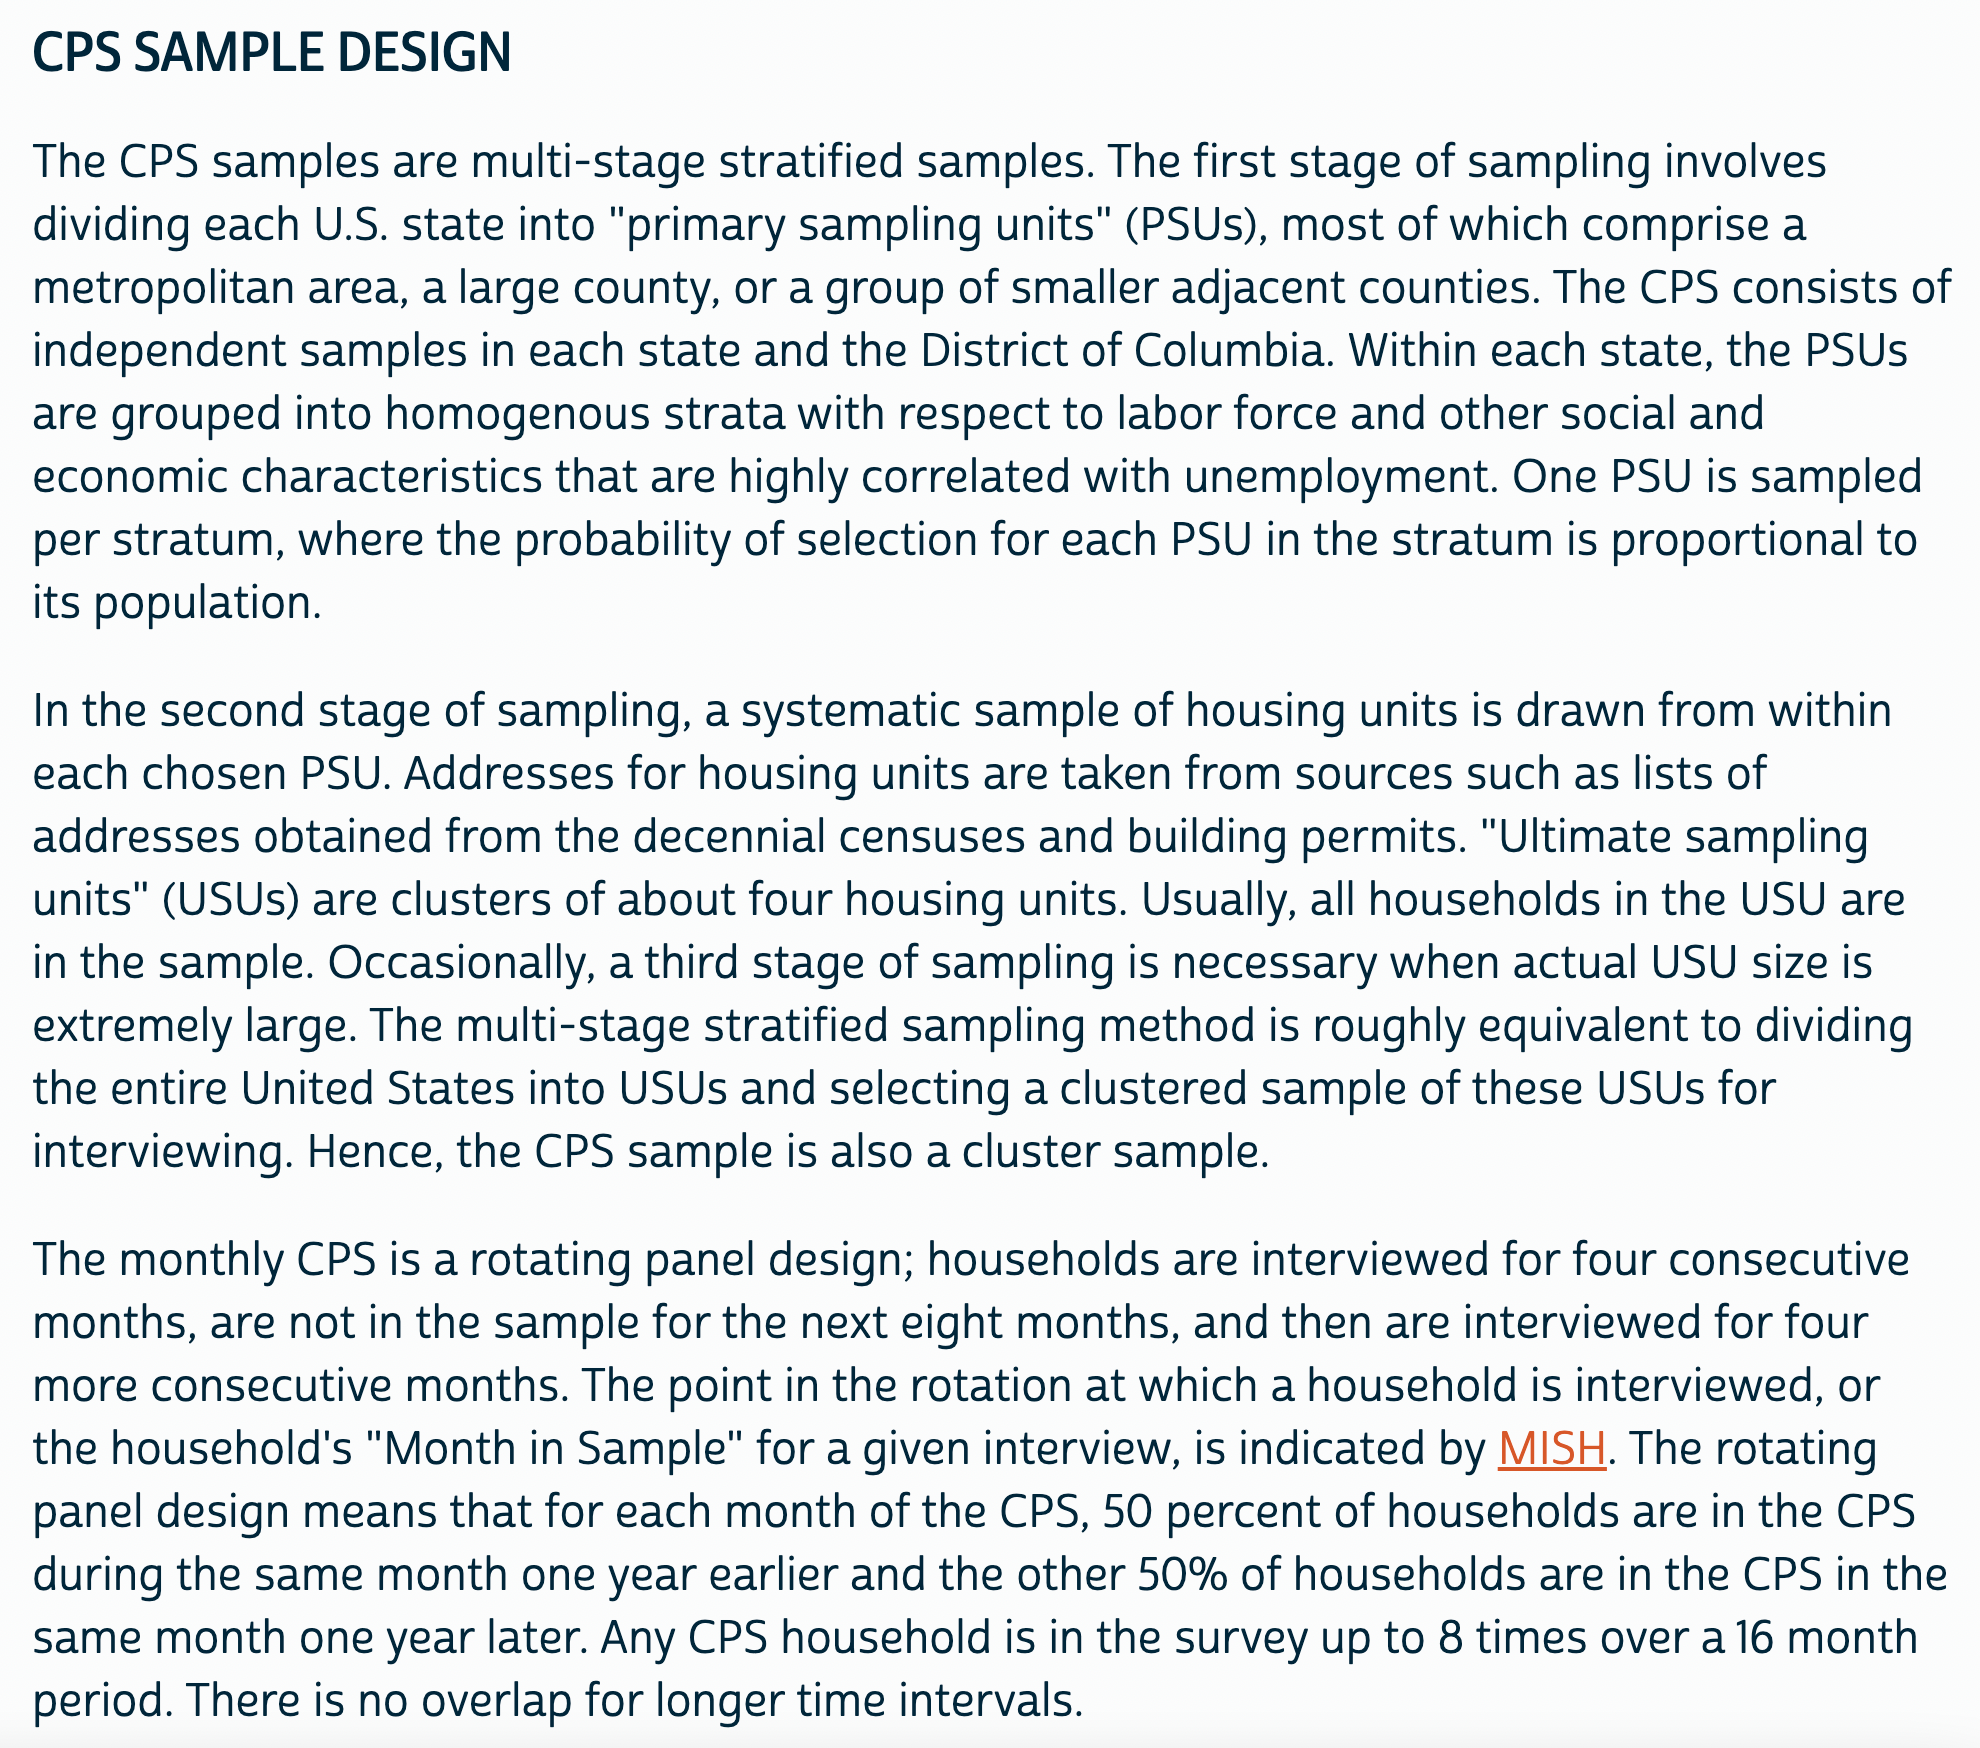 CPS SAMPLE DESIGN
The CPS samples are multi-stage stratified samples. The first stage of sampling involves
dividing each U.S. state into "primary sampling units" (PSUs), most of which comprise a
metropolitan area, a large county, or a group of smaller adjacent counties. The CPS consists of
independent samples in each state and the District of Columbia. Within each state, the PSUs
are grouped into homogenous strata with respect to labor force and other social and
economic characteristics that are highly correlated with unemployment. One PSU is sampled
per stratum, where the probability of selection for each PSU in the stratum is proportional to
its population.
In the second stage of sampling, a systematic sample of housing units is drawn from within
each chosen PSU. Addresses for housing units are taken from sources such as lists of
addresses obtained from the decennial censuses and building permits. "Ultimate sampling
units" (USUs) are clusters of about four housing units. Usually, all households in the USU are
in the sample. Occasionally, a third stage of sampling is necessary when actual USU size is
extremely large. The multi-stage stratified sampling method is roughly equivalent to dividing
the entire United States into USUs and selecting a clustered sample of these USUs for
interviewing. Hence, the CPS sample is also a cluster sample.
The monthly CPS is a rotating panel design; households are interviewed for four consecutive
months, are not in the sample for the next eight months, and then are interviewed for four
more consecutive months. The point in the rotation at which a household is interviewed, or
the household's "Month in Sample" for a given interview, is indicated by MISH. The rotating
panel design means that for each month of the CPS, 50 percent of households are in the CPS
during the same month one year earlier and the other 50% of households are in the CPS in the
same month one year later. Any CPS household is in the survey up to 8 times over a 16 month
period. There is no overlap for longer time intervals.